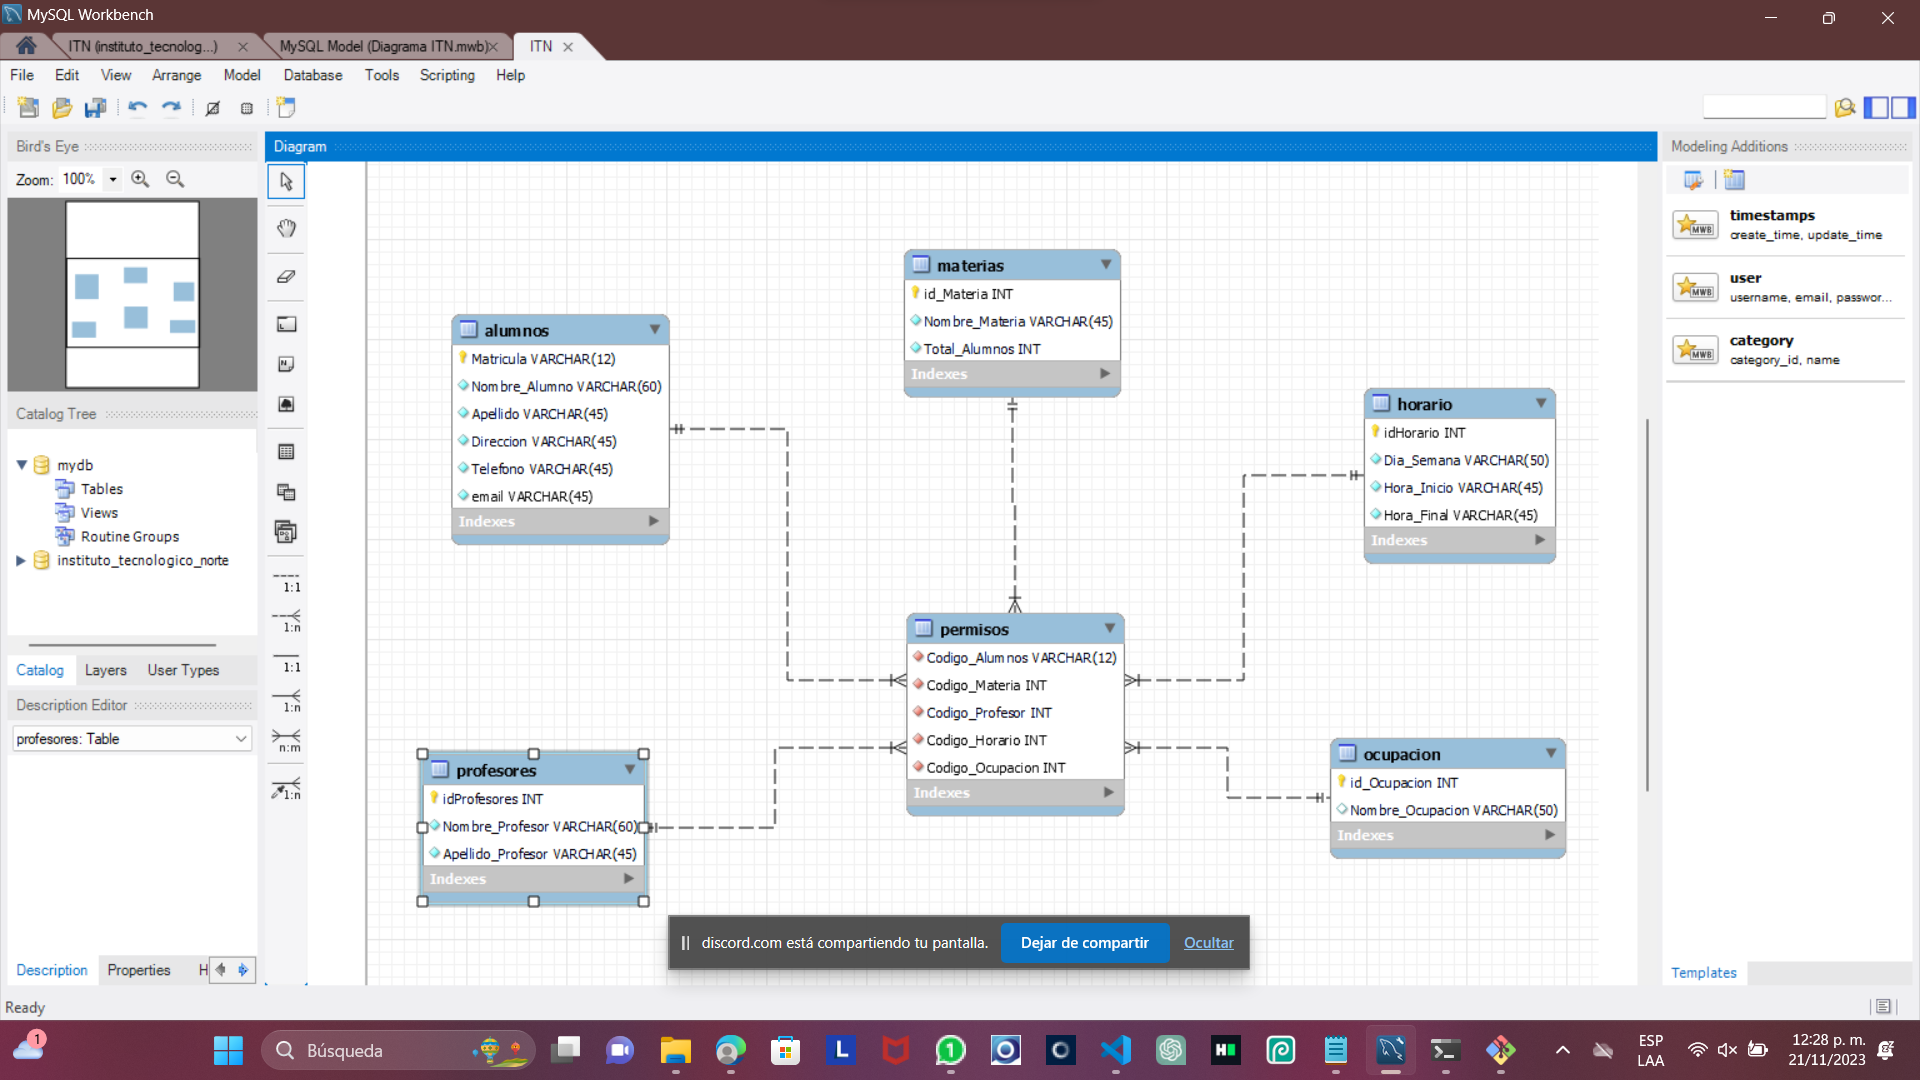 MySQL Workbench
ITN (instituto_tecnolog...)
MySQL Model (Diagrama ITN.mwb)
ITN
File Edit View Arrange Model Database Tools Scripting Help
Bird's Eye
Zoom: 100%
Catalog Tree
mydb
Tables
Views
Routine Groups
instituto_tecnologico_norte
Catalog Layers User Types
Description Editor
profesores: Table
Description Properties H
Ready
Diagram
1:1
1:n
1:1
1:n
n:m
1:n
alumnos
Matricula VARCHAR(12)
Nombre_Alumno VARCHAR(60)
Apellido VARCHAR(45)
Direccion VARCHAR(45)
Telefono VARCHAR(45)
email VARCHAR(45)
Indexes
materias
id_Materia INT
Nombre_Materia VARCHAR(45)
Total_Alumnos INT
Indexes
horario
idHorario INT
Dia_Semana VARCHAR(50)
Hora_Inicio VARCHAR(45)
Hora_Final VARCHAR(45)
Indexes
permisos
Codigo_Alumnos VARCHAR(12)
Codigo_Materia INT
Codigo_Profesor INT
Codigo_Horario INT
Codigo_Ocupacion INT
Indexes
profesores
idProfesores INT
Nombre_Profesor VARCHAR(60)
Apellido_Profesor VARCHAR(45)
Indexes
ocupacion
id_Ocupacion INT
Nombre_Ocupacion VARCHAR(50)
Indexes
Modeling Additions
MWB
timestamps
create_time, update_time
MWB
user
username, email, passwor...
MWB
category
category_id, name
Templates
discord.com está compartiendo tu pantalla.
Dejar de compartir
Ocultar
1
Búsqueda
L
1
ESP
LAA
12:28 p. m.
21/11/2023